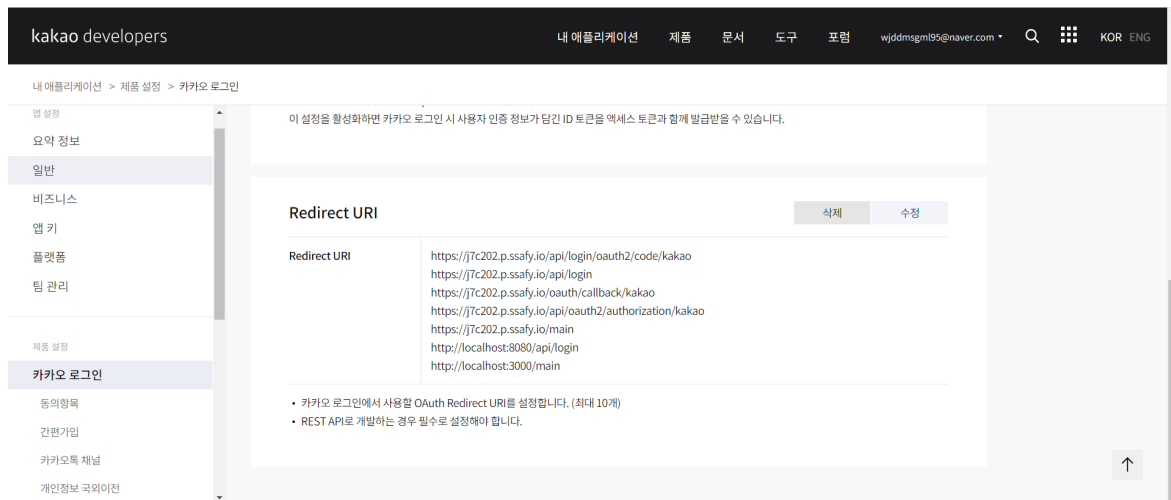 kakao developers
내 애플리케이션 제품 문서 도구 포럼 wjddmsgml95@naver.com KOR ENG
내 애플리케이션 > 제품 설정 > 카카오 로그인
앱 설정
요약 정보
일반
비즈니스
앱 키
플랫폼
팀 관리
제품 설정
카카오 로그인
동의항목
간편가입
카카오톡 채널
개인정보 국외이전
이 설정을 활성화하면 카카오 로그인 시 사용자 인증 정보가 담긴 ID 토큰을 액세스 토큰과 함께 발급받을 수 있습니다.
Redirect URI
삭제 수정
Redirect URI
https://j7c202.p.ssafy.io/api/login/oauth2/code/kakao
https://j7c202.p.ssafy.io/api/login
https://j7c202.p.ssafy.io/oauth/callback/kakao
https://j7c202.p.ssafy.io/api/oauth2/authorization/kakao
https://j7c202.p.ssafy.io/main
http://localhost:8080/api/login
http://localhost:3000/main
• 카카오 로그인에서 사용할 OAuth Redirect URI를 설정합니다. (최대 10개)
• REST API로 개발하는 경우 필수로 설정해야 합니다.